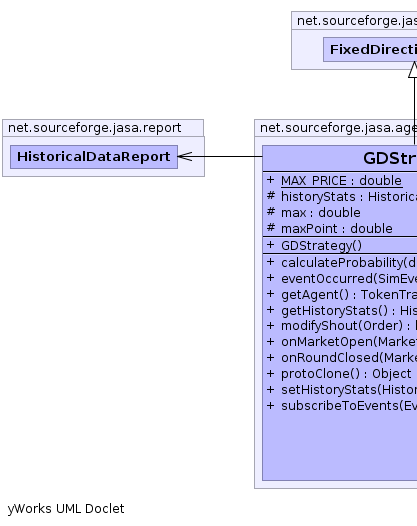 net.sourceforge.jas
FixedDirecti
net.sourceforge.jasa.report
HistoricalDataReport
net.sourceforge.jasa.age
GDStr
+ MAX_PRICE : double
# historyStats : Historica
# max : double
# maxPoint : double
+ GDStrategy()
+ calculateProbability(d
+ eventOccurred(SimEve
+ getAgent() : TokenTra
+ getHistoryStats() : His
+ modifyShout(Order) : 
+ onMarketOpen(Market
+ onRoundClosed(Marke
+ protoClone() : Object
+ setHistoryStats(Histor
+ subscribeToEvents(Ev
yWorks UML Doclet